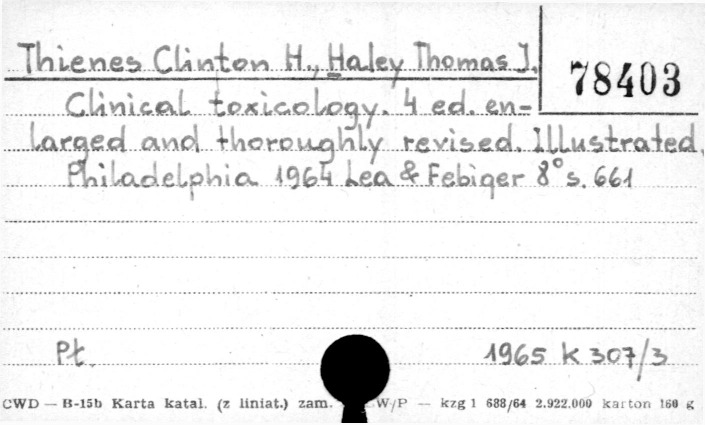 Thienes Clinton H., Haley Thomas J.
78403
Clinical toxicology. 4 ed. en-
larged and thoroughly revised. Illustrated.
Philadelphia 1964 Lea & Febiger 8° s. 661
Pł. 1965 K 307/3
CWD — B-15b Karta katal. (z liniat.) zam. W/P — kzg 1 688/64 2.922.000 karton 160 g